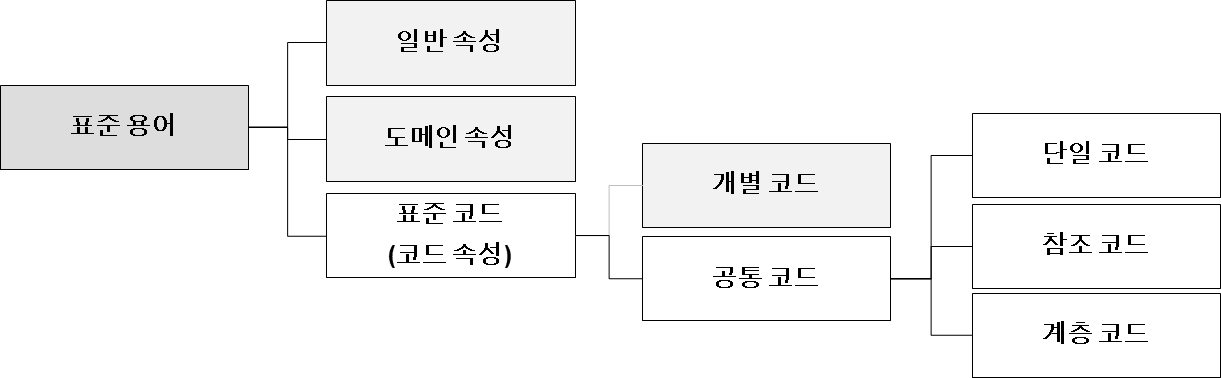 표준 용어
일반 속성
도메인 속성
표준 코드
(코드 속성)
개별 코드
공통 코드
단일 코드
참조 코드
계층 코드